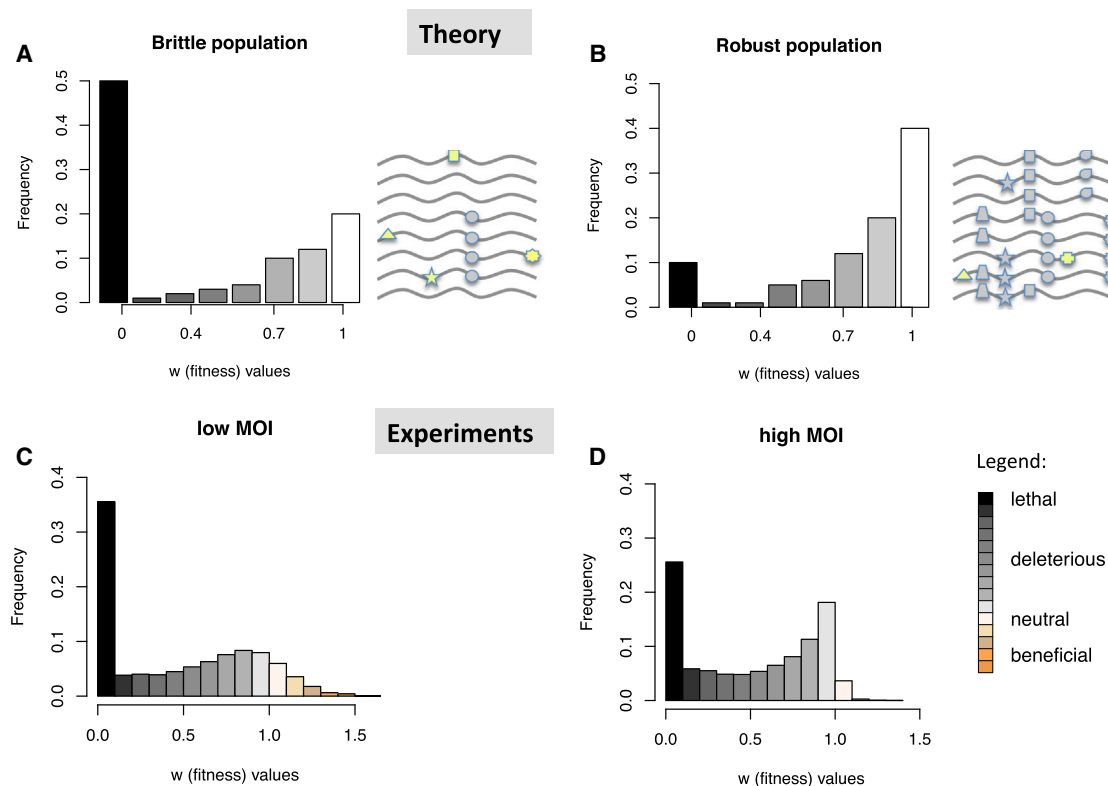 Theory
A
Brittle population
Frequency
0.0
0.1
0.2
0.3
0.4
0.5
0
0.4
0.7
1
w (fitness) values
B
Robust population
Frequency
0.0
0.1
0.2
0.3
0.4
0.5
0
0.4
0.7
1
w (fitness) values
Experiments
C
low MOI
Frequency
0.0
0.1
0.2
0.3
0.4
0.0
0.5
1.0
1.5
w (fitness) values
D
high MOI
Frequency
0.0
0.1
0.2
0.3
0.4
0.0
0.5
1.0
1.5
w (fitness) values
Legend:
lethal
deleterious
neutral
beneficial